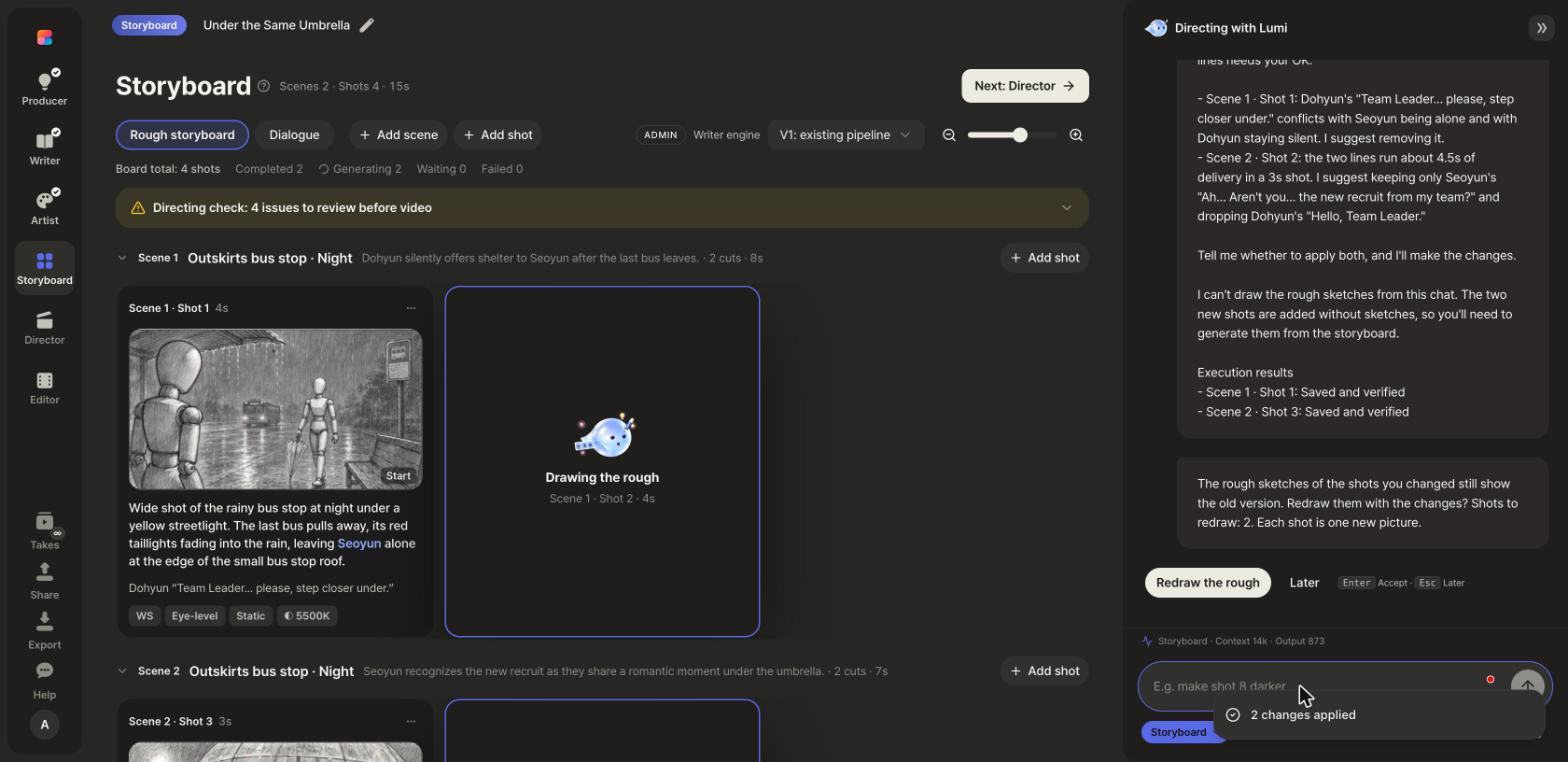 Storyboard
Under the Same Umbrella
Directing with Lumi
Producer
Writer
Artist
Storyboard
Director
Editor
Takes
Share
Export
Help
A
Storyboard
Scenes 2 · Shots 4 · 15s
Next: Director
Rough storyboard
Dialogue
Add scene
Add shot
ADMIN
Writer engine
V1: existing pipeline
Board total: 4 shots
Completed 2
Generating 2
Waiting 0
Failed 0
Directing check: 4 issues to review before video
Scene 1
Outskirts bus stop · Night
Dohyun silently offers shelter to Seoyun after the last bus leaves. · 2 cuts · 8s
Add shot
Scene 1 · Shot 1 4s
Start
Wide shot of the rainy bus stop at night under a
yellow streetlight. The last bus pulls away, its red
taillights fading into the rain, leaving Seoyun alone
at the edge of the small bus stop roof.
Dohyun "Team Leader... please, step closer under."
WS
Eye-level
Static
5500K
Drawing the rough
Scene 1 · Shot 2 · 4s
Scene 2
Outskirts bus stop · Night
Seoyun recognizes the new recruit as they share a romantic moment under the umbrella. · 2 cuts · 7s
Add shot
Scene 2 · Shot 3 3s
lines needs your OK.
- Scene 1 · Shot 1: Dohyun's "Team Leader... please, step
closer under." conflicts with Seoyun being alone and with
Dohyun staying silent. I suggest removing it.
- Scene 2 · Shot 2: the two lines run about 4.5s of
delivery in a 3s shot. I suggest keeping only Seoyun's
"Ah... Aren't you... the new recruit from my team?" and
dropping Dohyun's "Hello, Team Leader."
Tell me whether to apply both, and I'll make the changes.
I can't draw the rough sketches from this chat. The two
new shots are added without sketches, so you'll need to
generate them from the storyboard.
Execution results
- Scene 1 · Shot 1: Saved and verified
- Scene 2 · Shot 3: Saved and verified
The rough sketches of the shots you changed still show
the old version. Redraw them with the changes? Shots to
redraw: 2. Each shot is one new picture.
Redraw the rough
Later
Enter Accept · Esc Later
Storyboard · Context 14k · Output 873
E.g. make shot 8 darker
2 changes applied
Storyboard